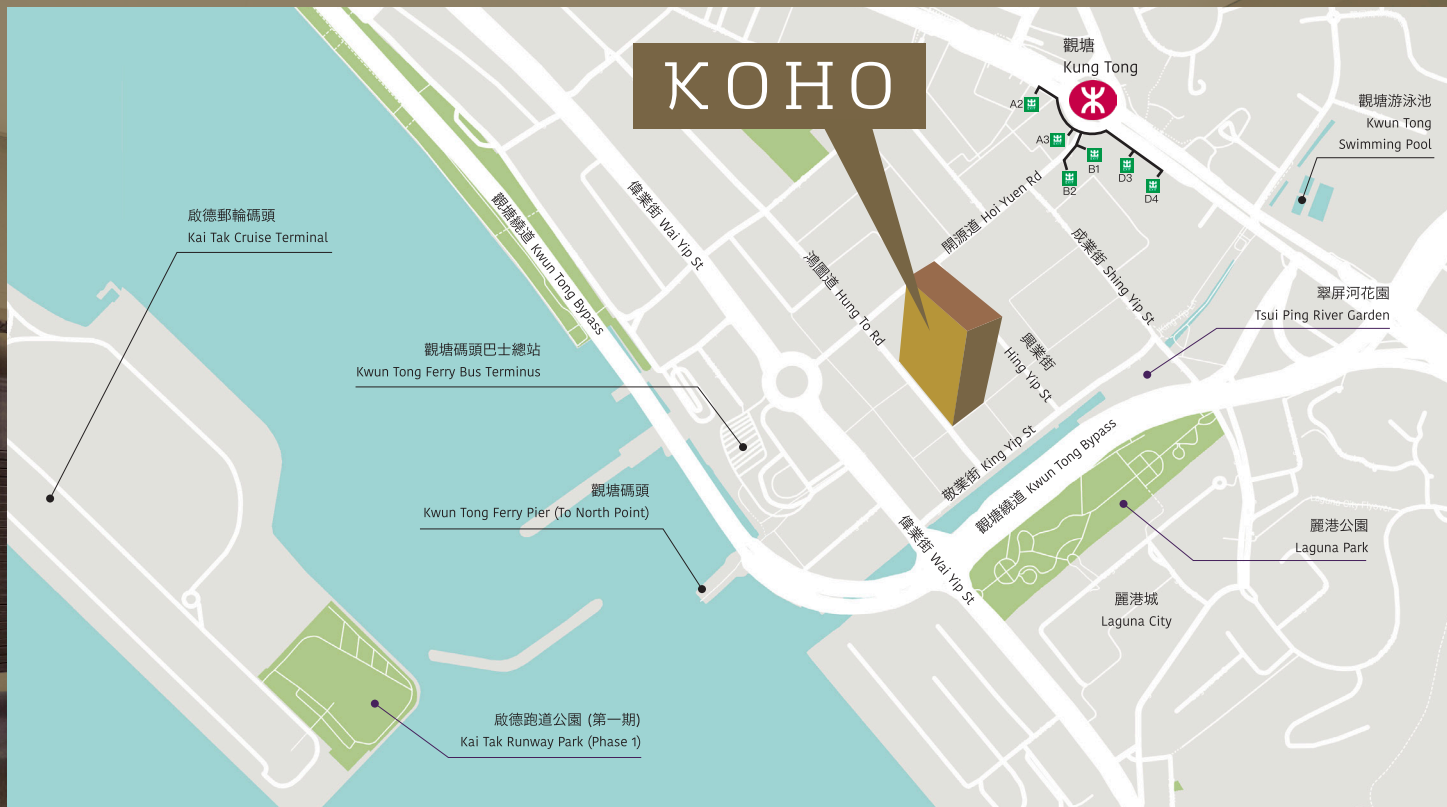 KOHO
觀塘
Kung Tong
A2
A3
B1
B2
D3
D4
觀塘游泳池
Kwun Tong
Swimming Pool
啟德郵輪碼頭
Kai Tak Cruise Terminal
觀塘繞道 Kwun Tong Bypass
偉業街 Wai Yip St
鴻圖道 Hung To Rd
開源道 Hoi Yuen Rd
成業街 Shing Yip St
翠屏河花園
Tsui Ping River Garden
興業街
Hing Yip St
觀塘碼頭巴士總站
Kwun Tong Ferry Bus Terminus
敬業街 King Yip St
觀塘繞道 Kwun Tong Bypass
觀塘碼頭
Kwun Tong Ferry Pier (To North Point)
偉業街 Wai Yip St
麗港公園
Laguna Park
麗港城
Laguna City
啟德跑道公園 (第一期)
Kai Tak Runway Park (Phase 1)